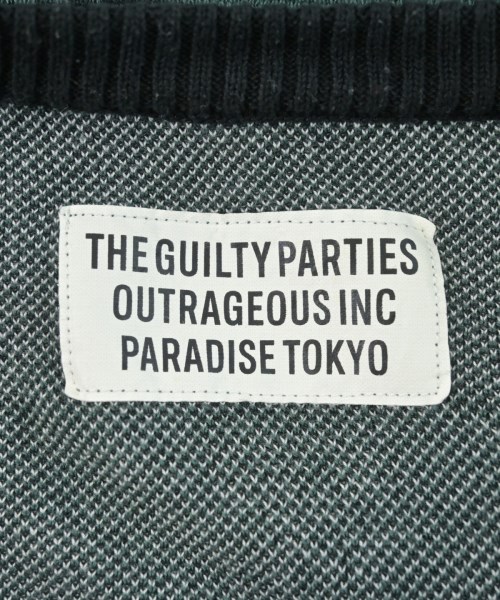 THE GUILTY PARTIES
OUTRAGEOUS INC
PARADISE TOKYO